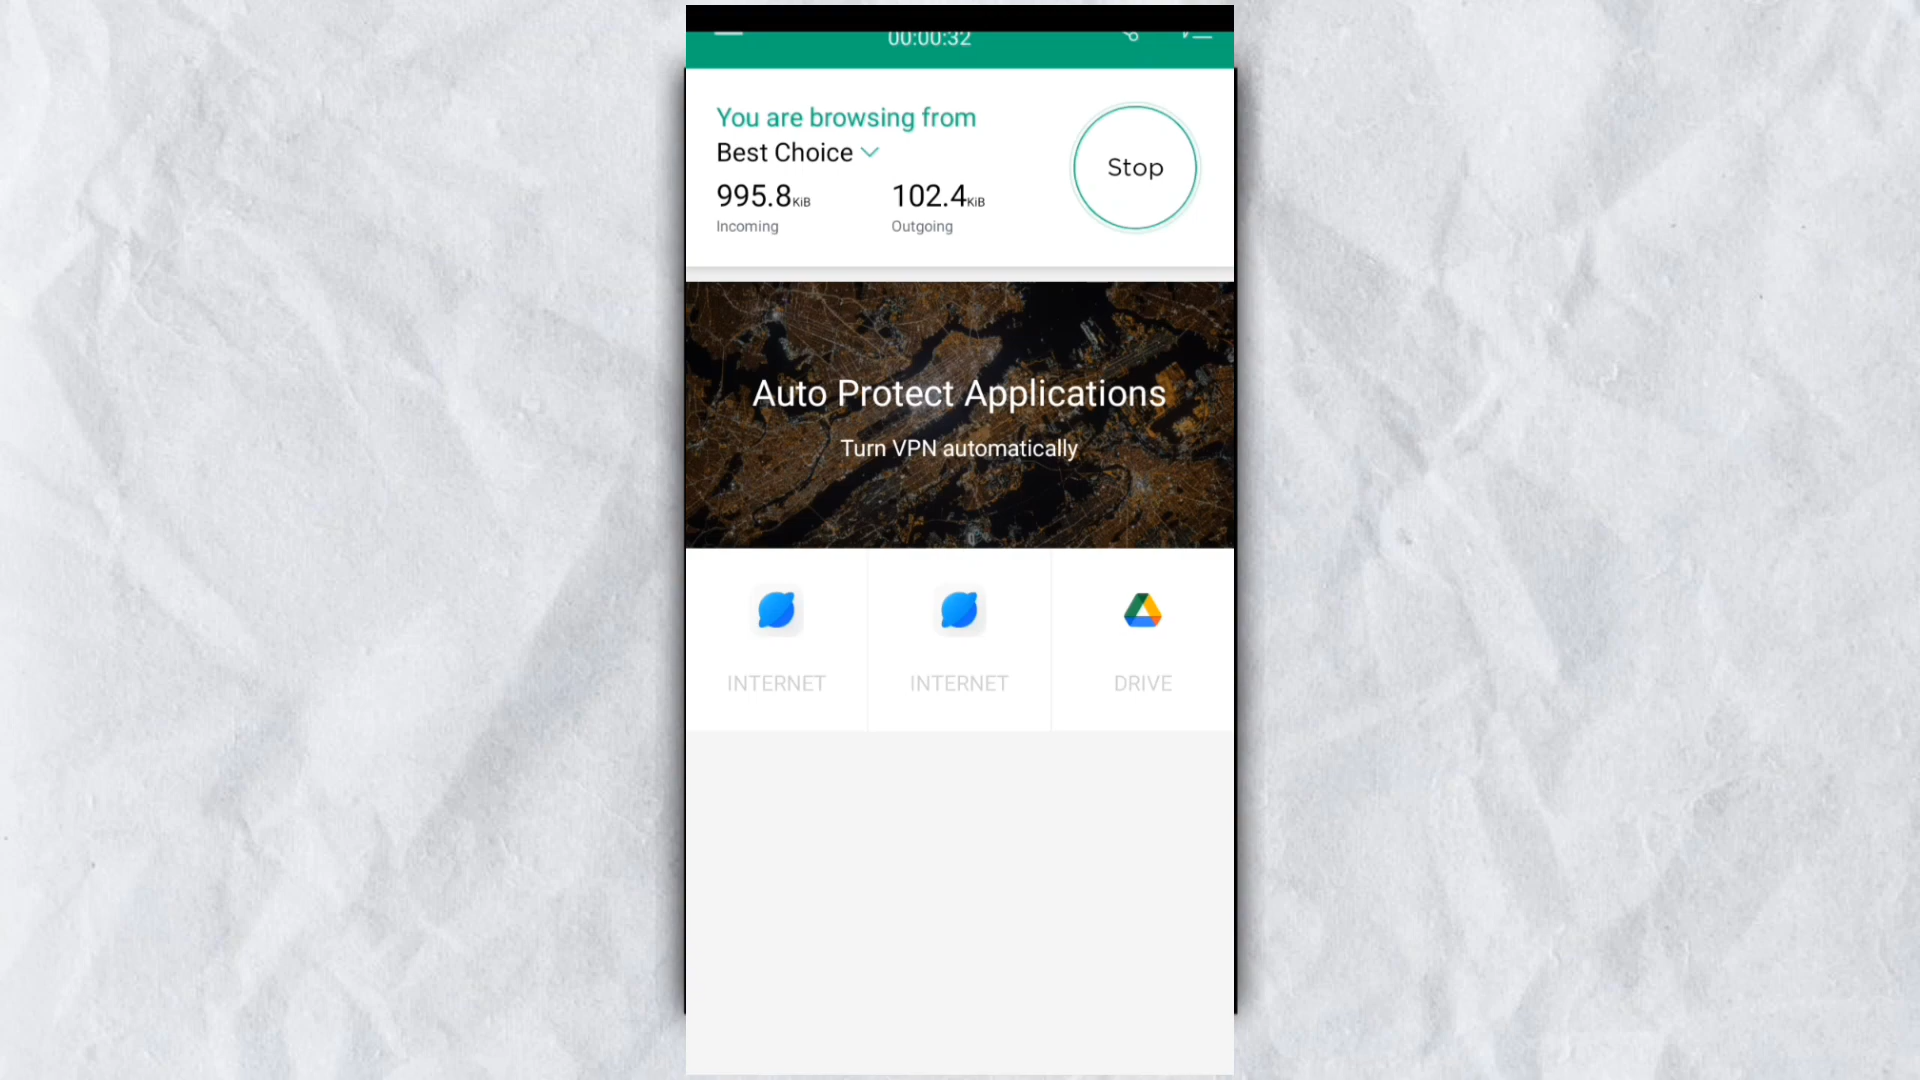 00:00:32
You are browsing from
Best Choice
Stop
995.8KiB 102.4KiB
Incoming Outgoing
Auto Protect Applications
Turn VPN automatically
INTERNET INTERNET DRIVE